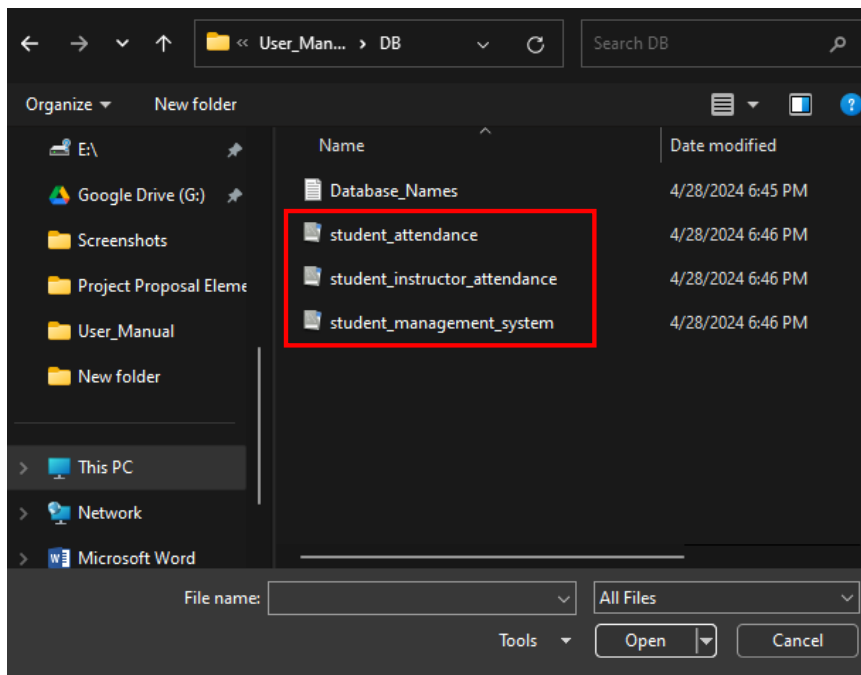 « User_Man... > DB
Search DB
Organize
New folder
?
Name
Date modified
E:\
Google Drive (G:)
Screenshots
Project Proposal Eleme
User_Manual
New folder
This PC
Network
Microsoft Word
Database_Names 4/28/2024 6:45 PM
student_attendance 4/28/2024 6:46 PM
student_instructor_attendance 4/28/2024 6:46 PM
student_management_system 4/28/2024 6:46 PM
File name:
All Files
Tools
Open
Cancel